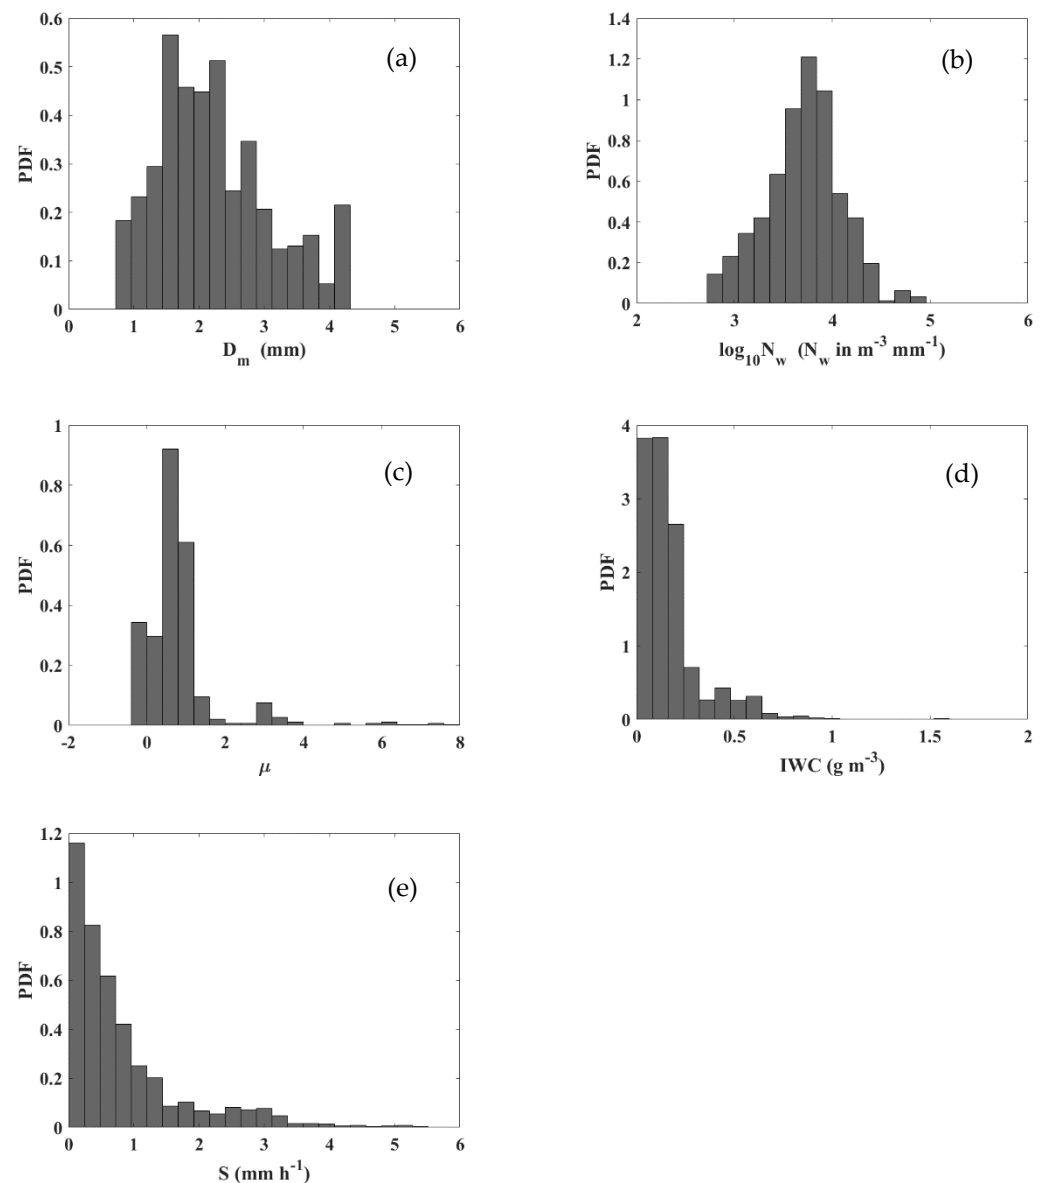 (a)
PDF
0.6
0.5
0.4
0.3
0.2
0.1
0
0 1 2 3 4 5 6
D_m (mm)
(b)
PDF
1.4
1.2
1
0.8
0.6
0.4
0.2
0
2 3 4 5 6
log₁₀N_w (N_w in m⁻³ mm⁻¹)
(c)
PDF
1
0.8
0.6
0.4
0.2
0
-2 0 2 4 6 8
μ
(d)
PDF
4
3
2
1
0
0 0.5 1 1.5 2
IWC (g m⁻³)
(e)
PDF
1.2
1
0.8
0.6
0.4
0.2
0
0 1 2 3 4 5 6
S (mm h⁻¹)